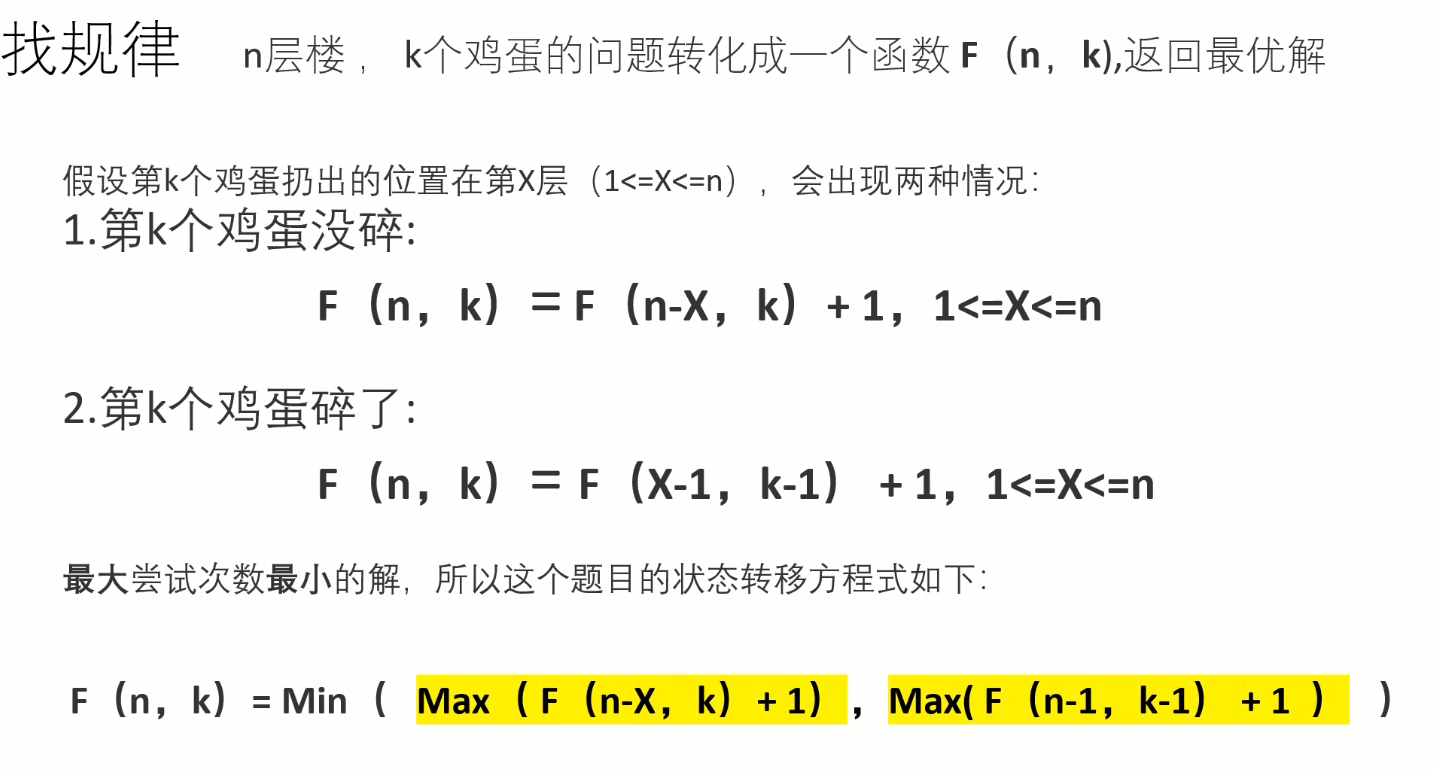 找规律 n层楼 ， k个鸡蛋的问题转化成一个函数 F（n，k),返回最优解
假设第k个鸡蛋扔出的位置在第X层（1<=X<=n），会出现两种情况：
1.第k个鸡蛋没碎:
F（n，k）＝F（n-X，k）+ 1，1<=X<=n
2.第k个鸡蛋碎了:
F（n，k）＝F（X-1，k-1） + 1，1<=X<=n
最大尝试次数最小的解，所以这个题目的状态转移方程式如下：
F（n，k）= Min（ Max（ F（n-X，k）+ 1），Max( F（n-1，k-1） + 1 ） ）